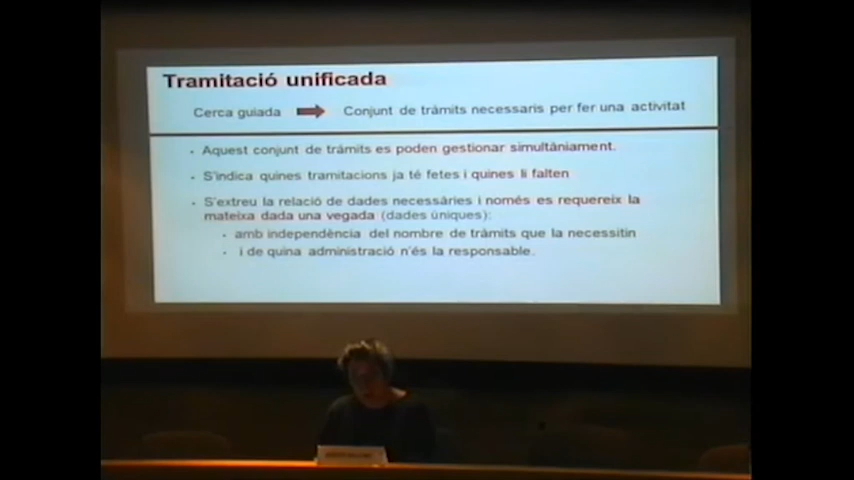 Tramitació unificada
Cerca guiada Conjunt de tràmits necessaris per fer una activitat
- Aquest conjunt de tràmits es poden gestionar simultàniament.
- S'indica quines tramitacions ja té fetes i quines li falten
- S'extreu la relació de dades necessàries i només es requereix la
mateixa dada una vegada (dades úniques):
- amb independència del nombre de tràmits que la necessitin
- i de quina administració n'és la responsable.